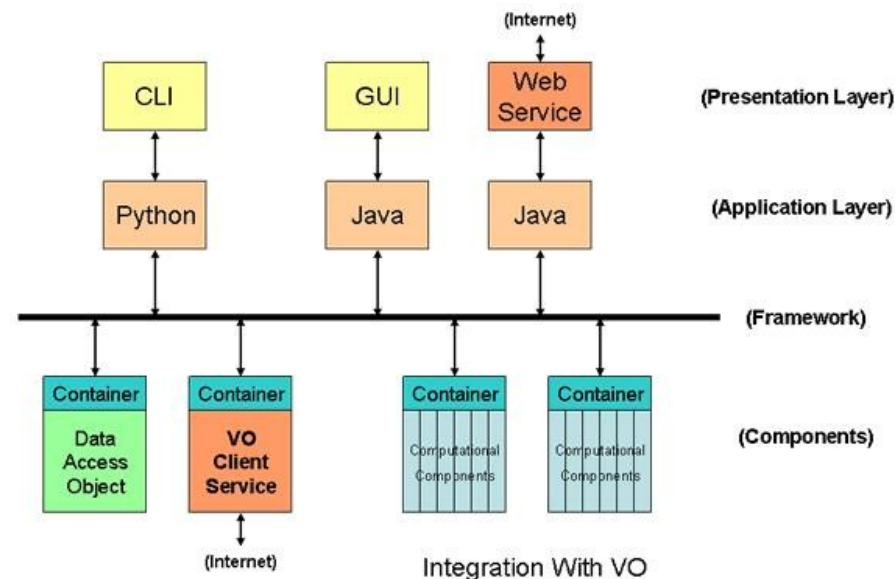 (Internet)
CLI
GUI
Web
Service
(Presentation Layer)
Python
Java
Java
(Application Layer)
(Framework)
Container
Container
Container
Container
Data
Access
Object
VO
Client
Service
Computational
Components
Computational
Components
(Components)
(Internet)
Integration With VO